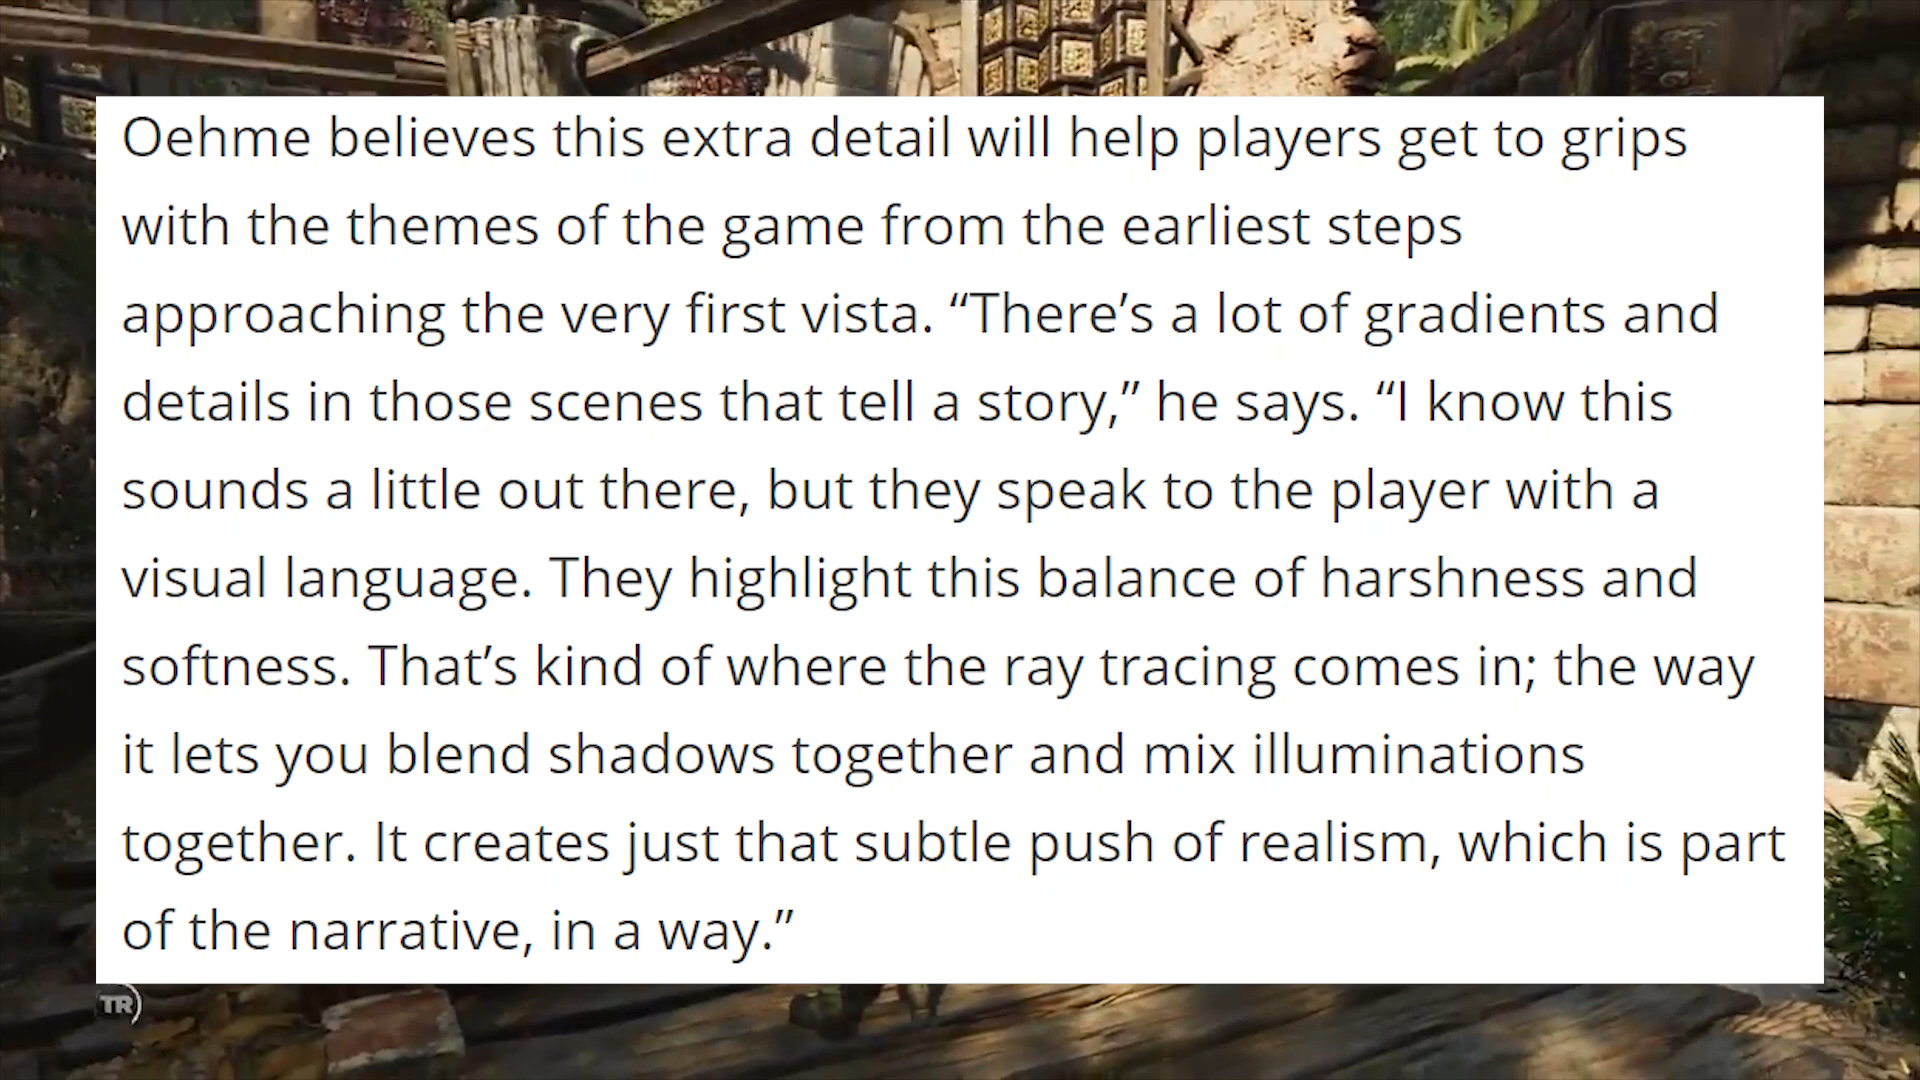 Oehme believes this extra detail will help players get to grips
with the themes of the game from the earliest steps
approaching the very first vista. “There’s a lot of gradients and
details in those scenes that tell a story,” he says. “I know this
sounds a little out there, but they speak to the player with a
visual language. They highlight this balance of harshness and
softness. That’s kind of where the ray tracing comes in; the way
it lets you blend shadows together and mix illuminations
together. It creates just that subtle push of realism, which is part
of the narrative, in a way.”
TR